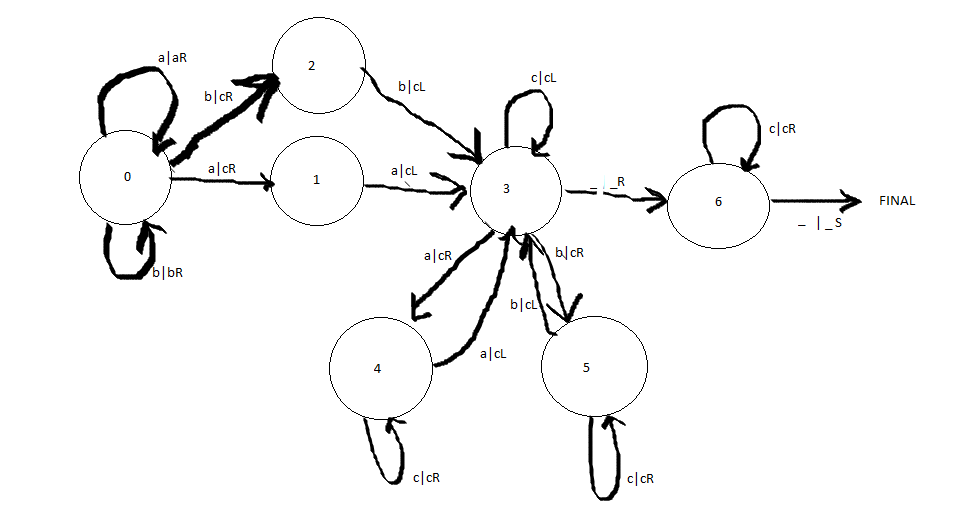 a|aR
2
b|cR
b|cL
c|cL
c|cR
0
a|cR
1
a|cL
3
_ | _R
6
FINAL
_ | _S
b|bR
a|cR
b|cR
b|cL
a|cL
4
5
c|cR
c|cR